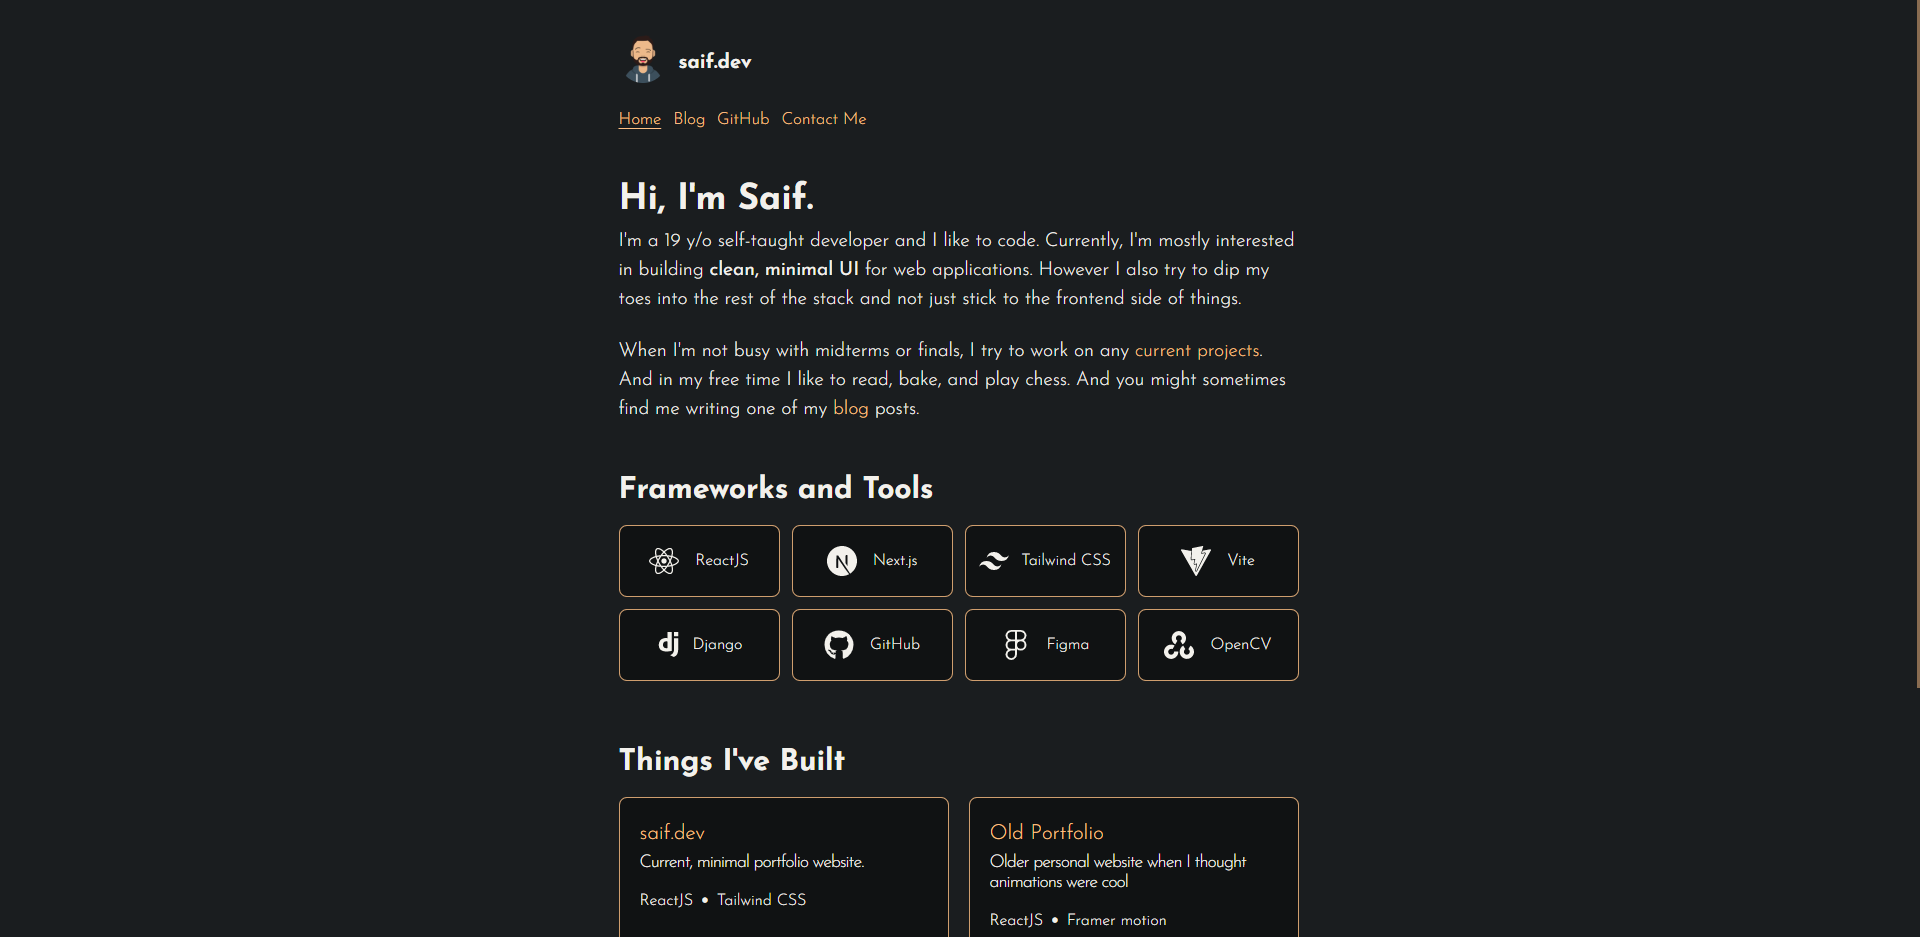 saif.dev
Home Blog GitHub Contact Me
Hi, I'm Saif.
I'm a 19 y/o self-taught developer and I like to code. Currently, I'm mostly interested
in building clean, minimal UI for web applications. However I also try to dip my
toes into the rest of the stack and not just stick to the frontend side of things.
When I'm not busy with midterms or finals, I try to work on any current projects.
And in my free time I like to read, bake, and play chess. And you might sometimes
find me writing one of my blog posts.
Frameworks and Tools
ReactJS
N Next.js
Tailwind CSS
Vite
dj Django
GitHub
Figma
OpenCV
Things I've Built
saif.dev
Current, minimal portfolio website.
ReactJS • Tailwind CSS
Old Portfolio
Older personal website when I thought
animations were cool
ReactJS • Framer motion